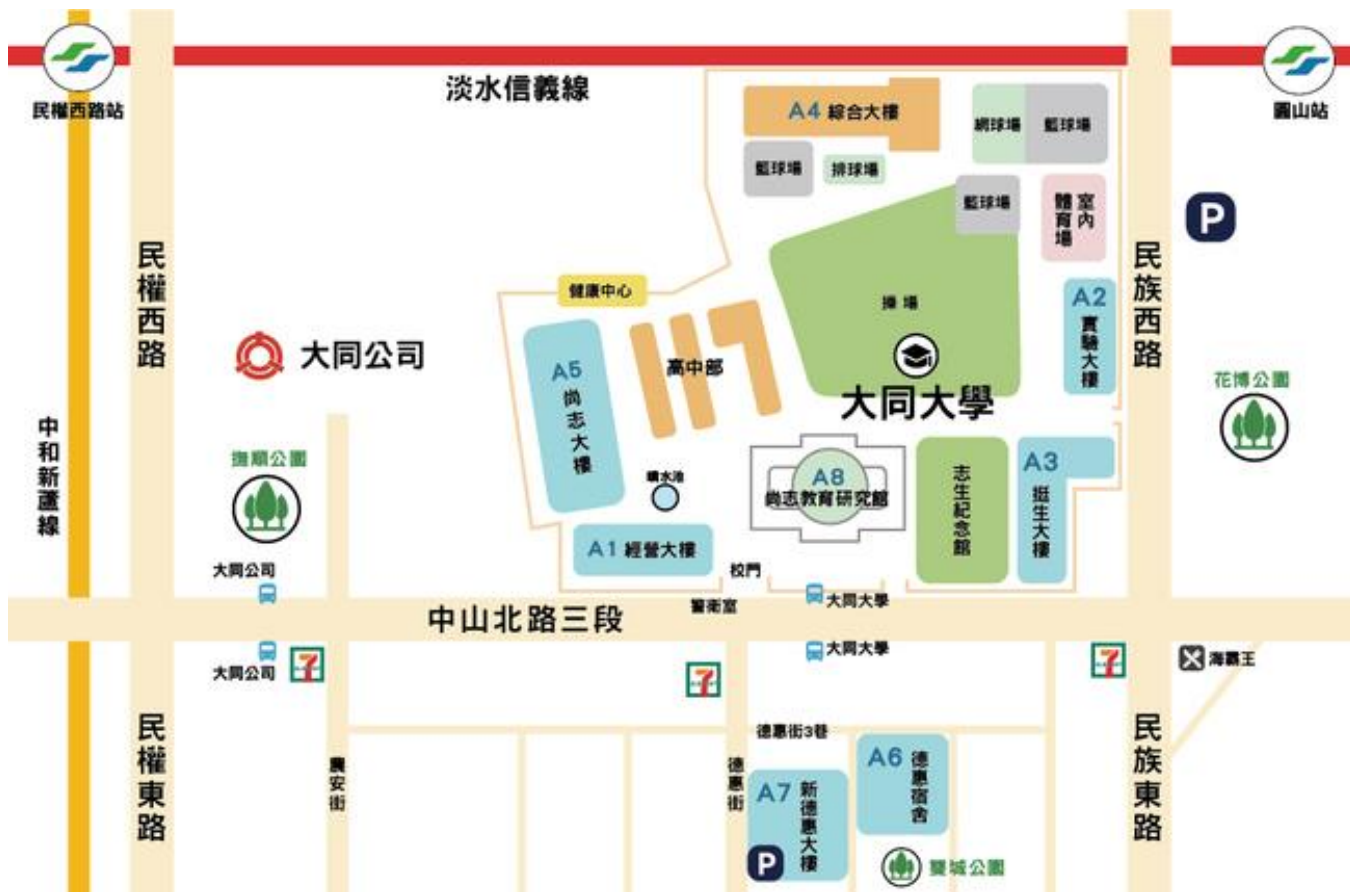 民權西路站
淡水信義線
圓山站
A4 綜合大樓
網球場
籃球場
籃球場
排球場
籃球場
室內體育場
P
民權西路
民族西路
健康中心
操場
A2 實驗大樓
大同公司
高中部
A5 尚志大樓
大同大學
花博公園
中和新蘆線
撫順公園
噴水池
A8
尚志教育研究館
志生紀念館
A3 挺生大樓
A1 經營大樓
大同公司
校門
警衛室
大同大學
中山北路三段
大同公司
7
7
大同大學
7
海霸王
民權東路
農安街
德惠街
德惠街3巷
A7 新德惠大樓
P
A6 德惠宿舍
雙城公園
民族東路